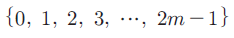 {0, 1, 2, 3, ⋯, 2m−1}